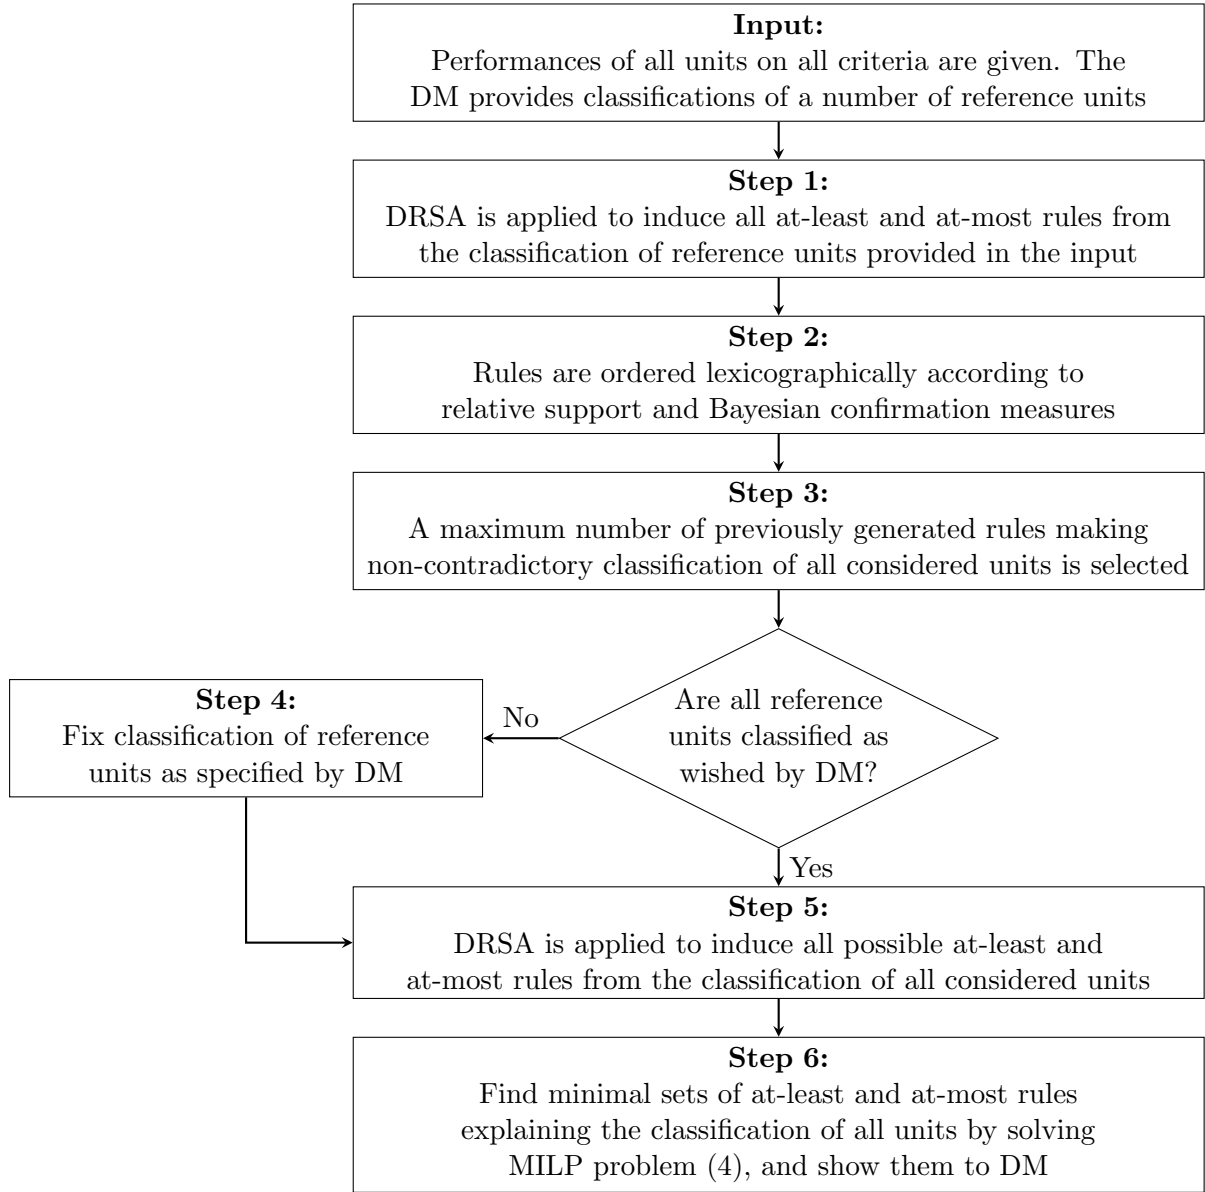 Input:
Performances of all units on all criteria are given. The
DM provides classifications of a number of reference units
Step 1:
DRSA is applied to induce all at-least and at-most rules from
the classification of reference units provided in the input
Step 2:
Rules are ordered lexicographically according to
relative support and Bayesian confirmation measures
Step 3:
A maximum number of previously generated rules making
non-contradictory classification of all considered units is selected
Are all reference
units classified as
wished by DM?
No
Step 4:
Fix classification of reference
units as specified by DM
Yes
Step 5:
DRSA is applied to induce all possible at-least and
at-most rules from the classification of all considered units
Step 6:
Find minimal sets of at-least and at-most rules
explaining the classification of all units by solving
MILP problem (4), and show them to DM